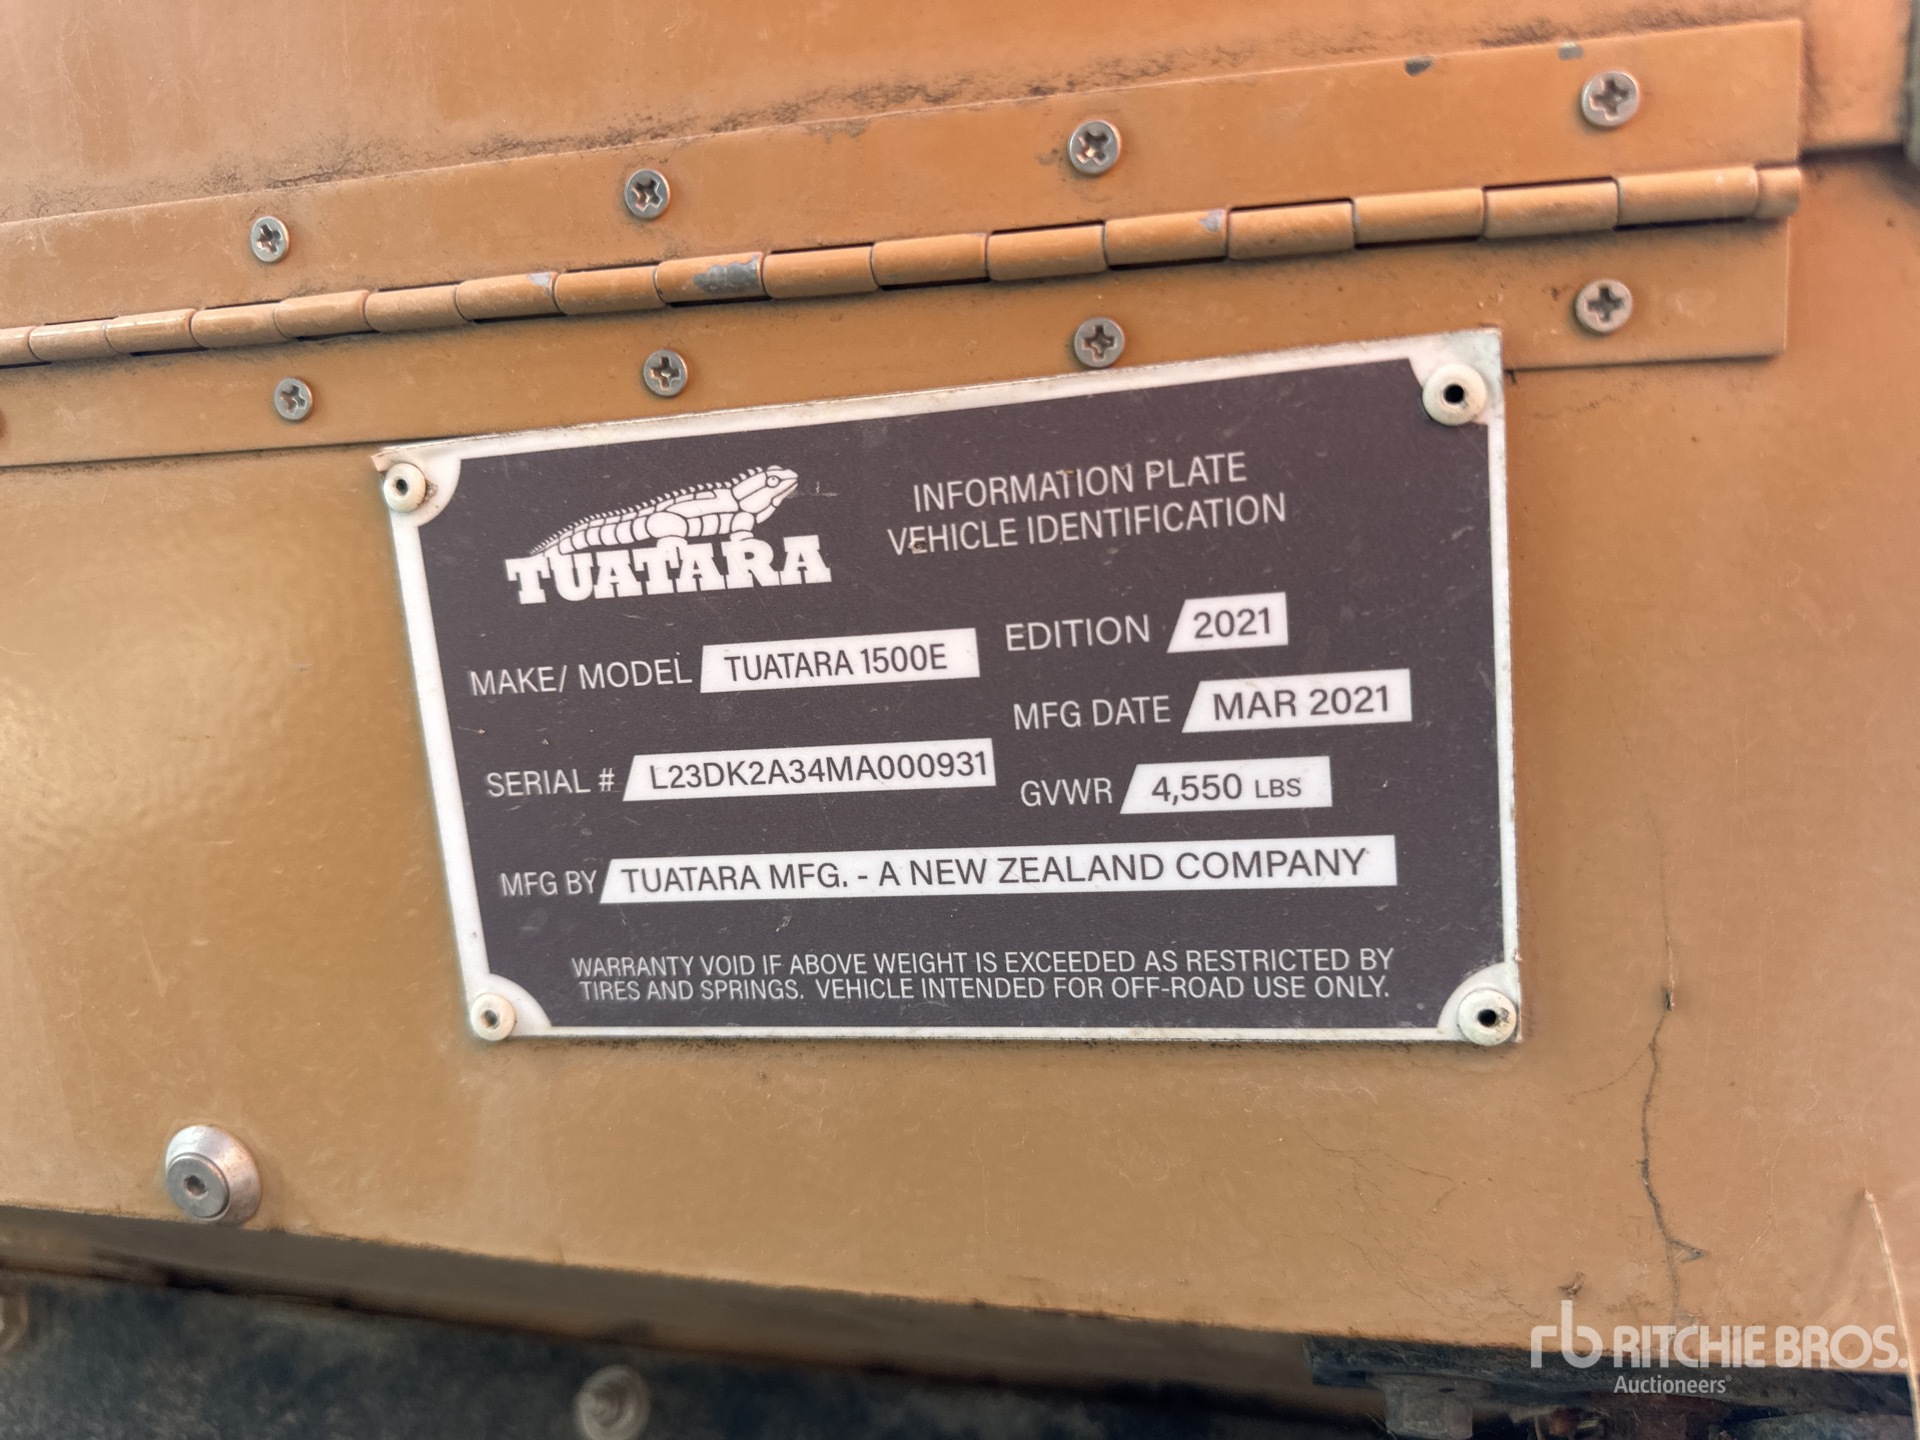 TUATARA
INFORMATION PLATE
VEHICLE IDENTIFICATION
MAKE/ MODEL TUATARA 1500E
EDITION 2021
SERIAL # L23DK2A34MA000931
MFG DATE MAR 2021
GVWR 4,550 LBS
MFG BY TUATARA MFG. - A NEW ZEALAND COMPANY
WARRANTY VOID IF ABOVE WEIGHT IS EXCEEDED AS RESTRICTED BY
TIRES AND SPRINGS. VEHICLE INTENDED FOR OFF-ROAD USE ONLY.
rb RITCHIE BROS.
Auctioneers